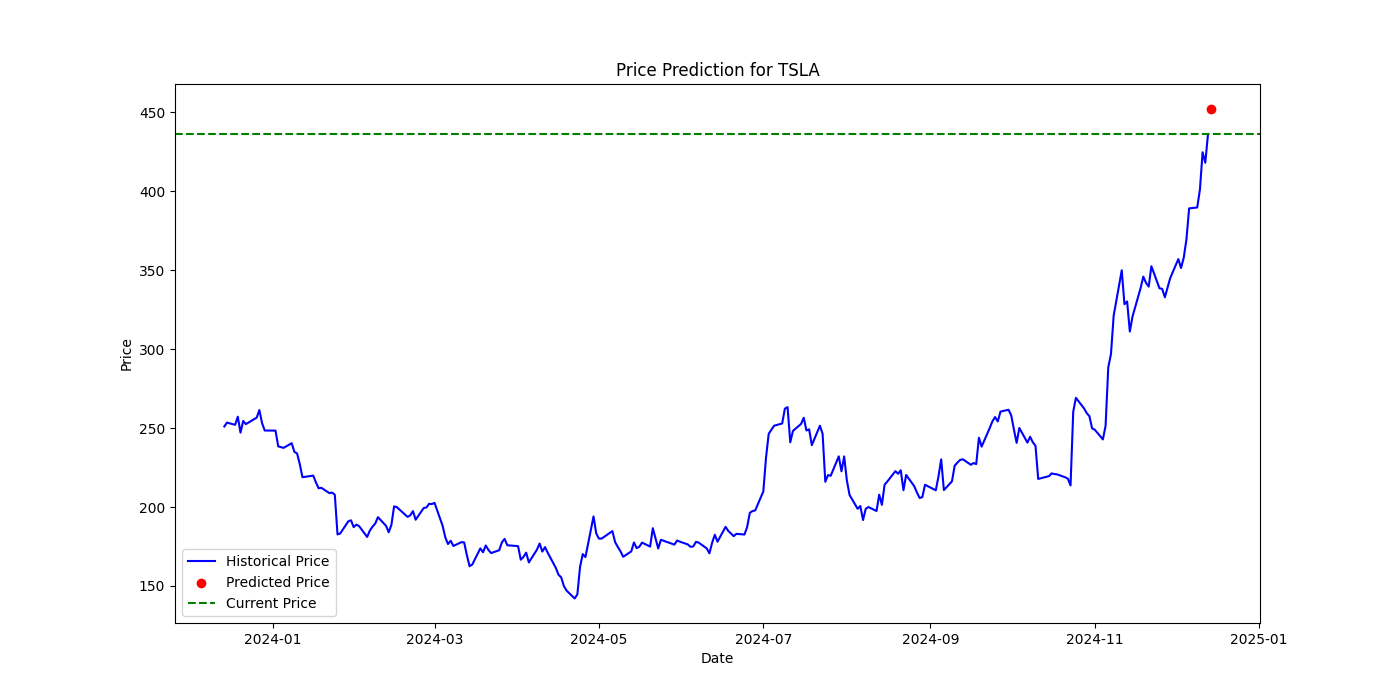 Price Prediction for TSLA
Price
450
400
350
300
250
200
150
Historical Price
Predicted Price
Current Price
2024-01
2024-03
2024-05
2024-07
2024-09
2024-11
2025-01
Date